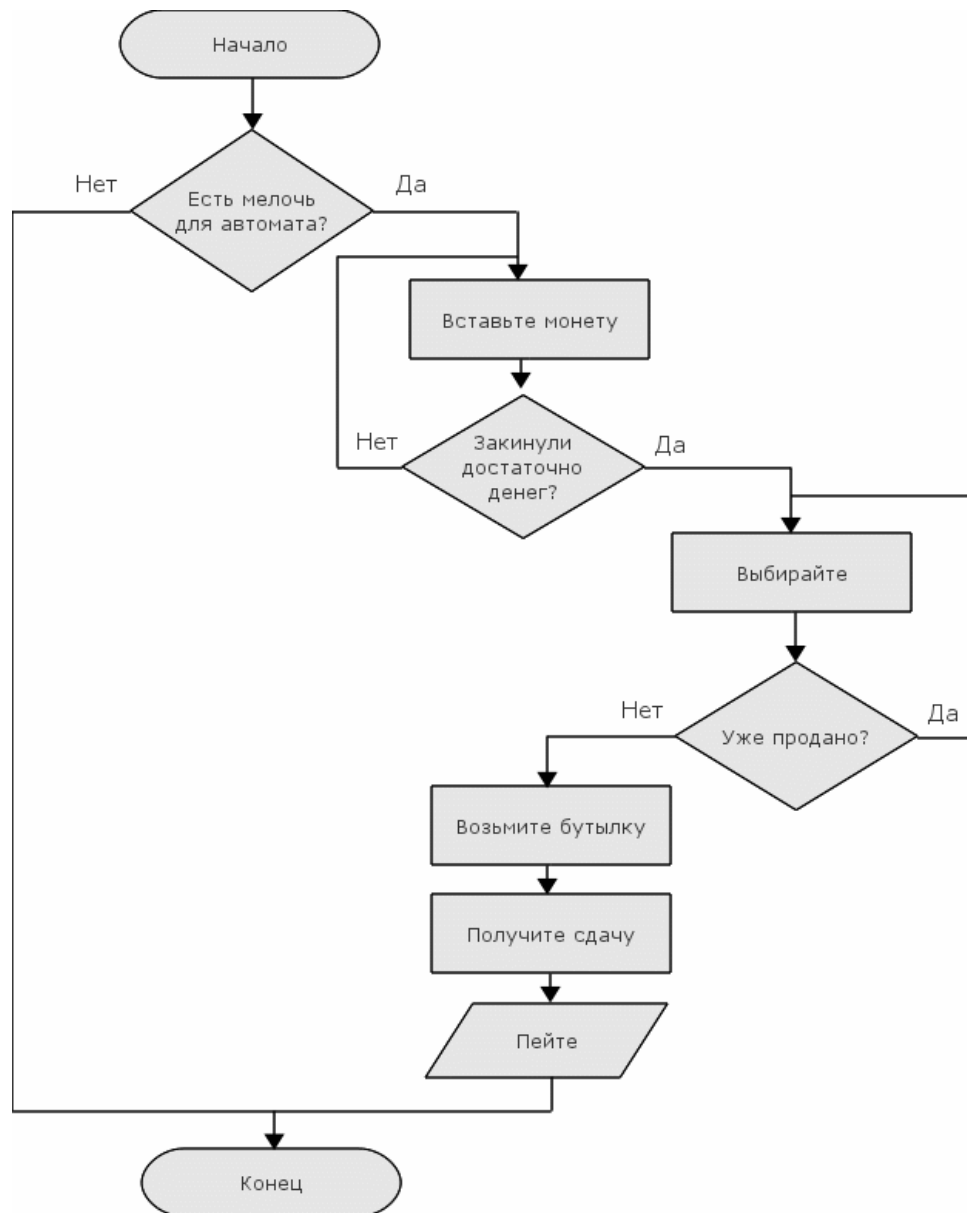 Начало
Нет
Да
Есть мелочь
для автомата?
Вставьте монету
Нет
Да
Закинули
достаточно
денег?
Выбирайте
Нет
Да
Уже продано?
Возьмите бутылку
Получите сдачу
Пейте
Конец